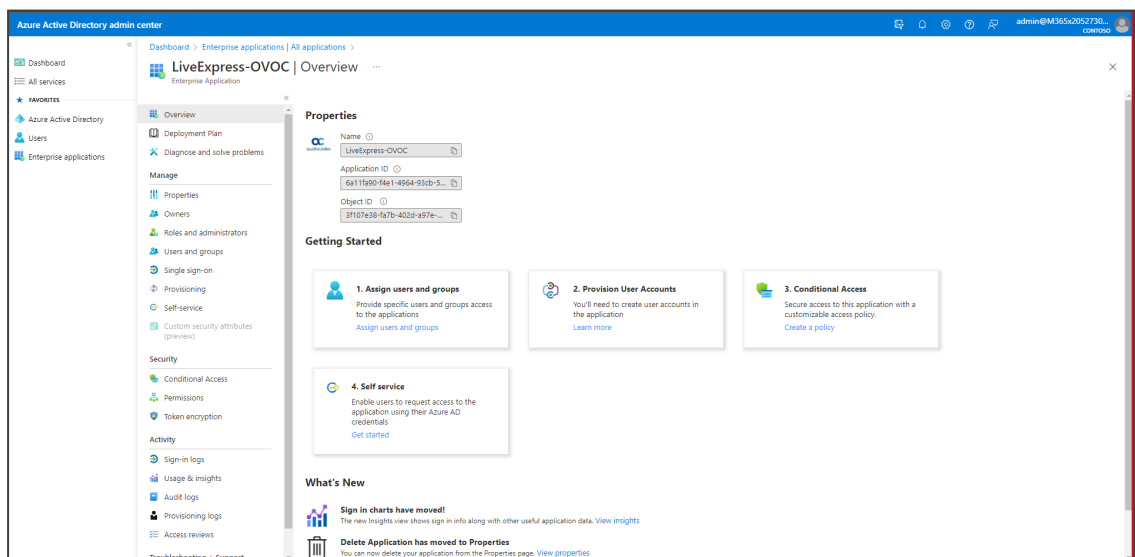 Azure Active Directory admin center
admin@M365x2052730...
CONTOSO
Dashboard
All services
FAVORITES
Azure Active Directory
Users
Enterprise applications
Dashboard > Enterprise applications | All applications >
LiveExpress-OVOC | Overview ...
Enterprise Application
Overview
Deployment Plan
Diagnose and solve problems
Manage
Properties
Owners
Roles and administrators
Users and groups
Single sign-on
Provisioning
Self-service
Custom security attributes
(preview)
Security
Conditional Access
Permissions
Token encryption
Activity
Sign-in logs
Usage & insights
Audit logs
Provisioning logs
Access reviews
Troubleshooting + Support
Properties
audiocodes
Name
LiveExpress-OVOC
Application ID
6a11fa90-f4e1-4964-93cb-5...
Object ID
3f107e38-fa7b-402d-a97e-...
Getting Started
1. Assign users and groups
Provide specific users and groups access
to the applications
Assign users and groups
2. Provision User Accounts
You'll need to create user accounts in
the application
Learn more
3. Conditional Access
Secure access to this application with a
customizable access policy.
Create a policy
4. Self service
Enable users to request access to the
application using their Azure AD
credentials
Get started
What's New
Sign in charts have moved!
The new Insights view shows sign in info along with other useful application data. View insights
Delete Application has moved to Properties
You can now delete your application from the Properties page. View properties